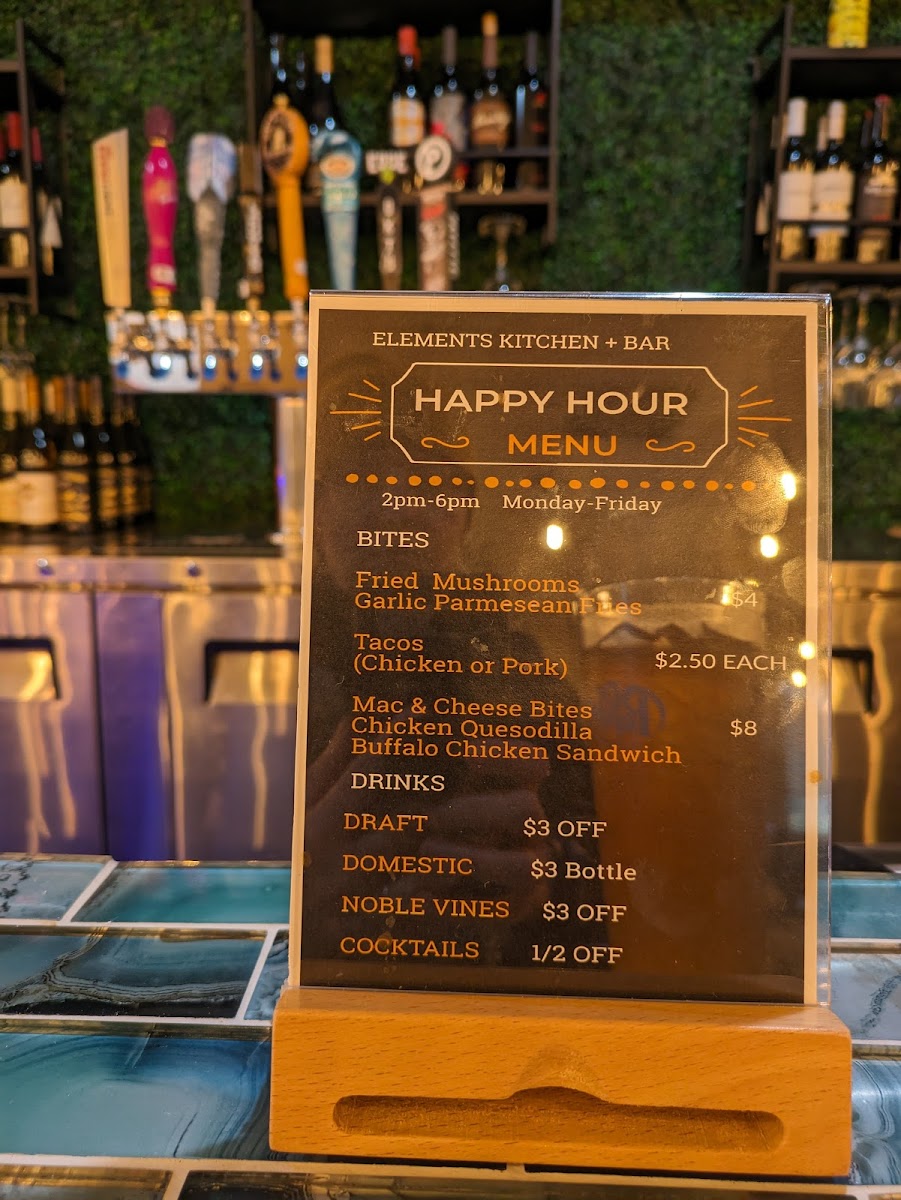 ELEMENTS KITCHEN + BAR
HAPPY HOUR
MENU
2pm-6pm Monday-Friday
BITES
Fried Mushrooms
Garlic Parmesean Fries $4
Tacos
(Chicken or Pork) $2.50 EACH
Mac & Cheese Bites
Chicken Quesodilla $8
Buffalo Chicken Sandwich
DRINKS
DRAFT $3 OFF
DOMESTIC $3 Bottle
NOBLE VINES $3 OFF
COCKTAILS 1/2 OFF